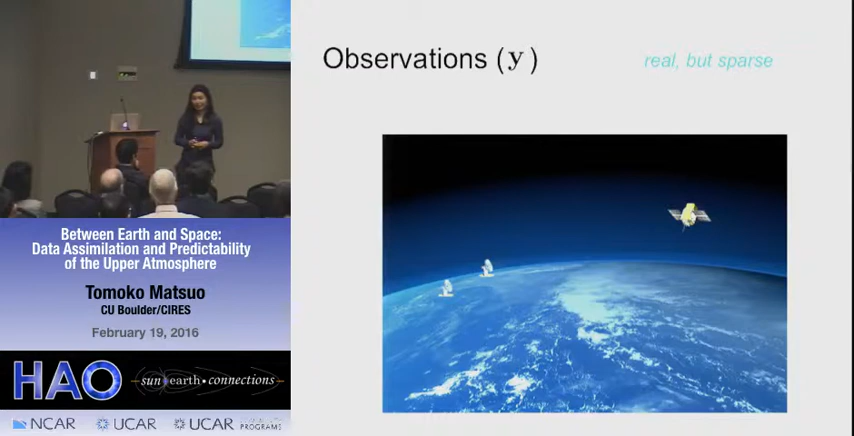 Observations (y)
real, but sparse
Between Earth and Space:
Data Assimilation and Predictability
of the Upper Atmosphere
Tomoko Matsuo
CU Boulder/CIRES
February 19, 2016
HAO
sun earth • connections
NCAR UCAR UCAR PROGRAMS